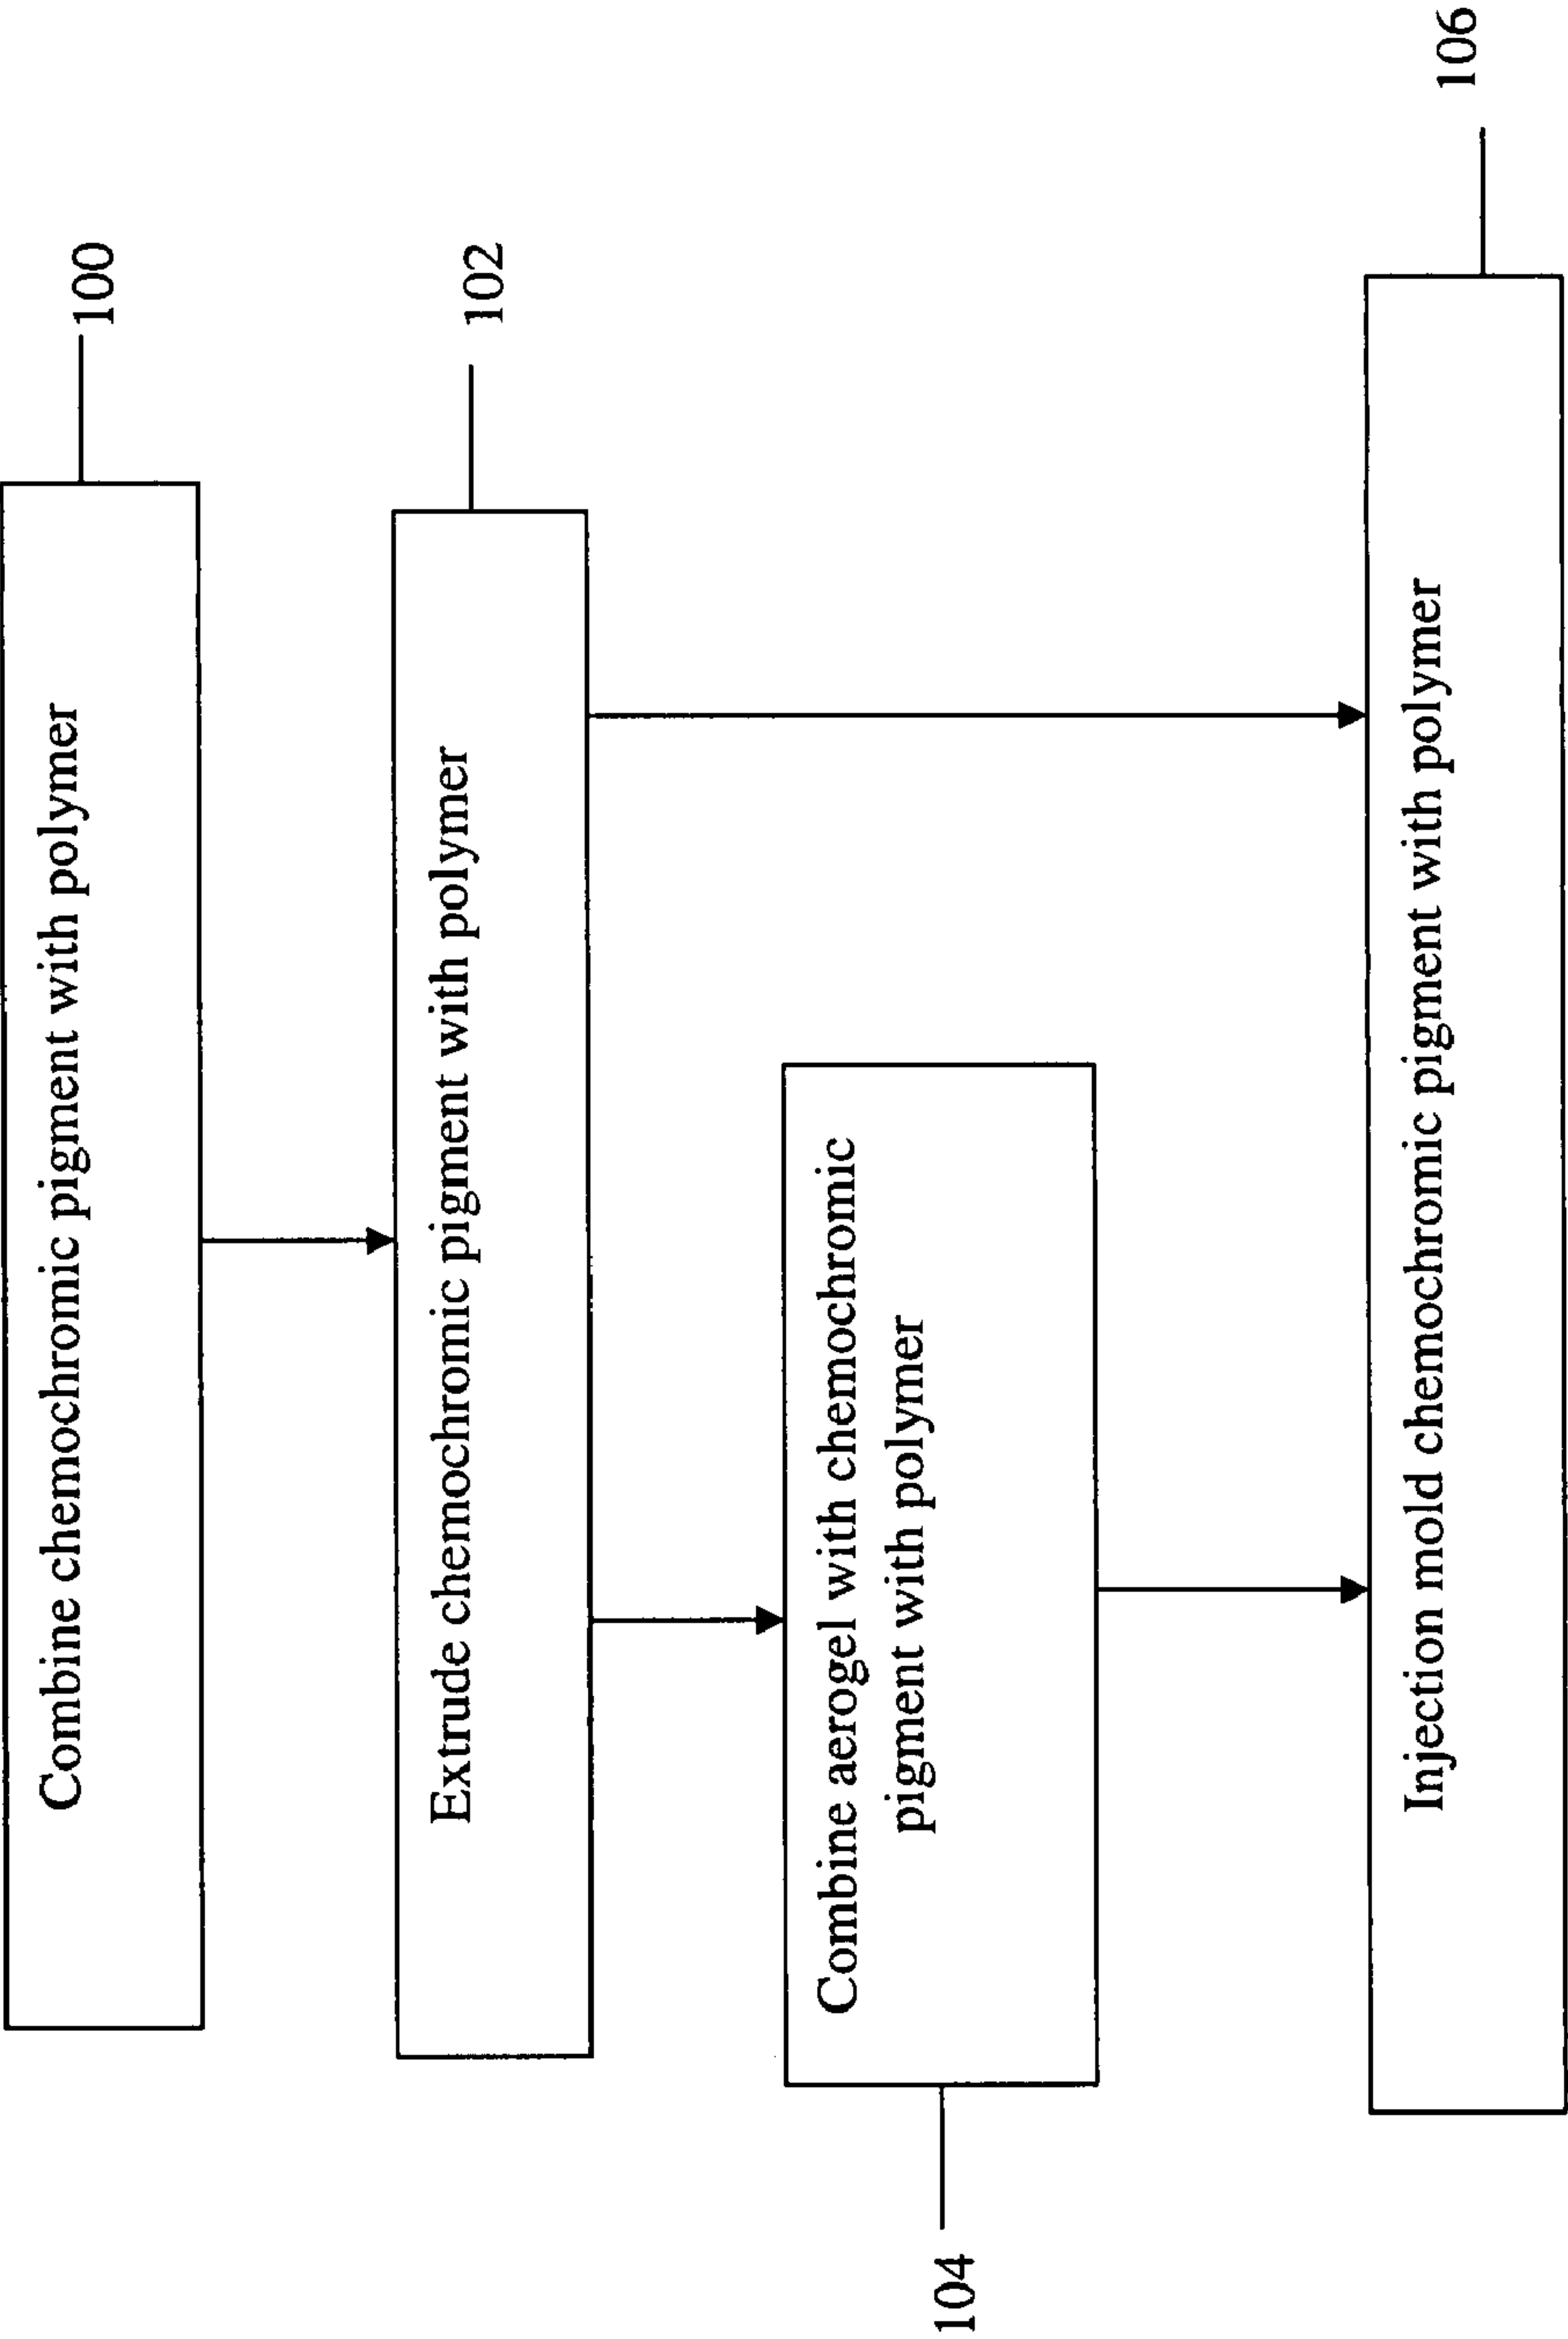 Combine chemochromic pigment with polymer
100
Extrude chemochromic pigment with polymer
102
Combine aerogel with chemochromic
pigment with polymer
104
Injection mold chemochromic pigment with polymer
106